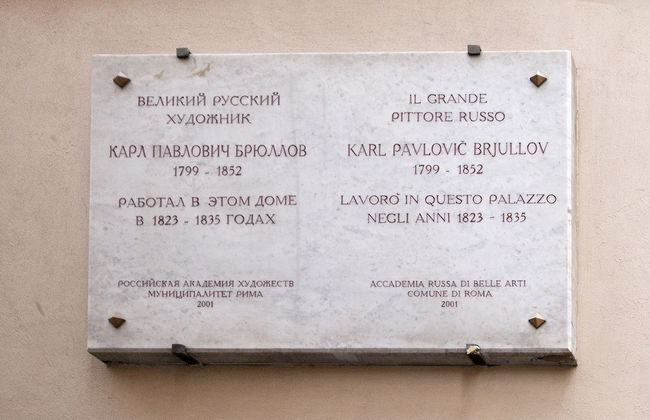 ВЕЛИКИЙ РУССКИЙ
ХУДОЖНИК
КАРЛ ПАВЛОВИЧ БРЮЛЛОВ
1799 - 1852
РАБОТАЛ В ЭТОМ ДОМЕ
В 1823 - 1835 ГОДАХ
РОССИЙСКАЯ АКАДЕМИЯ ХУДОЖЕСТВ
МУНИЦИПАЛИТЕТ РИМА
2001
IL GRANDE
PITTORE RUSSO
KARL PAVLOVIČ BRJULLOV
1799 - 1852
LAVORO' IN QUESTO PALAZZO
NEGLI ANNI 1823 - 1835
ACCADEMIA RUSSA DI BELLE ARTI
COMUNE DI ROMA
2001